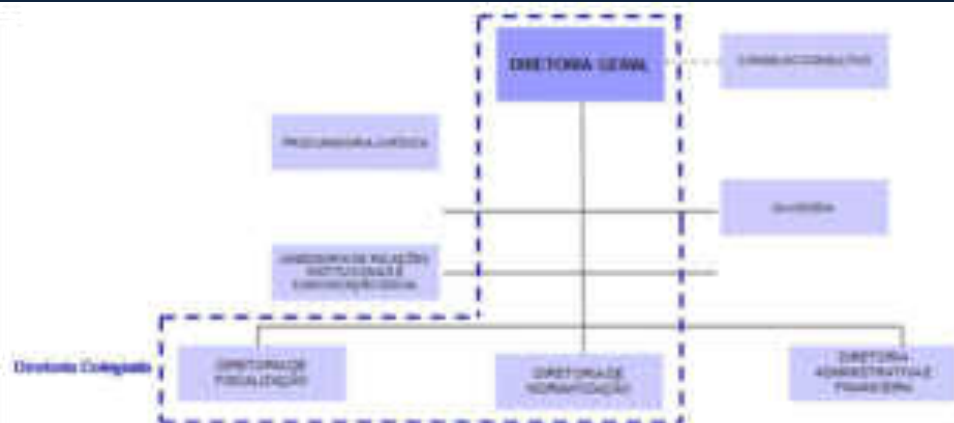 DIRETORIA GERAL
CONSELHO CONSULTIVO
PROCURADORIA JURÍDICA
OUVIDORIA
ASSESSORIA DE RELAÇÕES
INSTITUCIONAIS E
COMUNICAÇÃO SOCIAL
Diretoria Colegiada
DIRETORIA DE
FISCALIZAÇÃO
DIRETORIA DE
NORMATIZAÇÃO
DIRETORIA
ADMINISTRATIVA E
FINANCEIRA